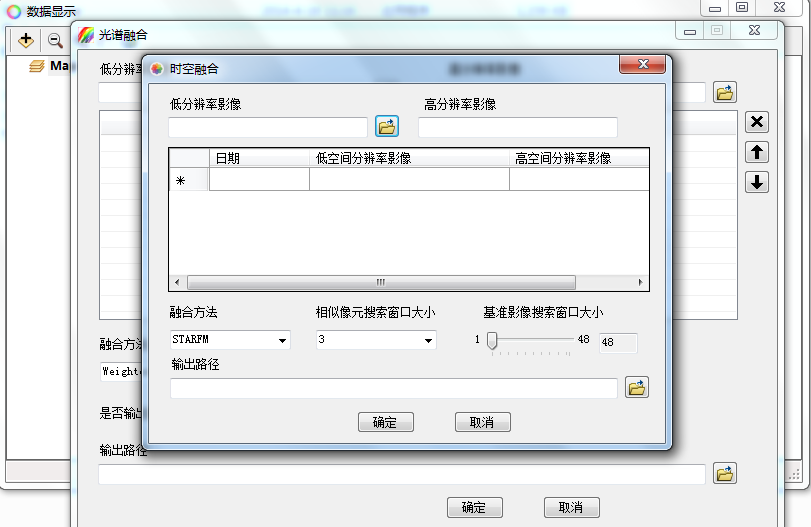 数据显示
光谱融合
Ma
低分辨率
时空融合
低分辨率影像
高分辨率影像
日期 低空间分辨率影像 高空间分辨率影像
融合方法 相似像元搜索窗口大小 基准影像搜索窗口大小
STARFM 3 1 48 48
输出路径
确定 取消
融合方法
Weight
是否输出
输出路径
确定 取消